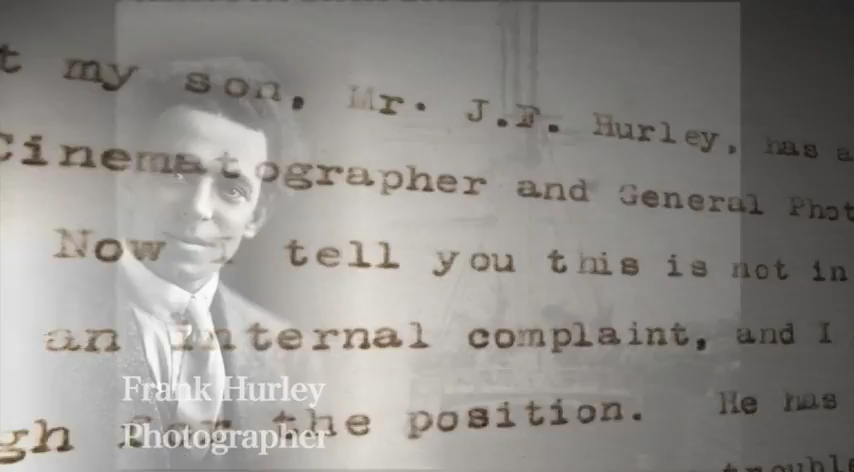 t my son, Mr. J.F. Hurley, has a
Cinematographer and General Phot
Now I tell you this is not in
an internal complaint, and I
Frank Hurley
gh for the position. He has
Photographer
trouble